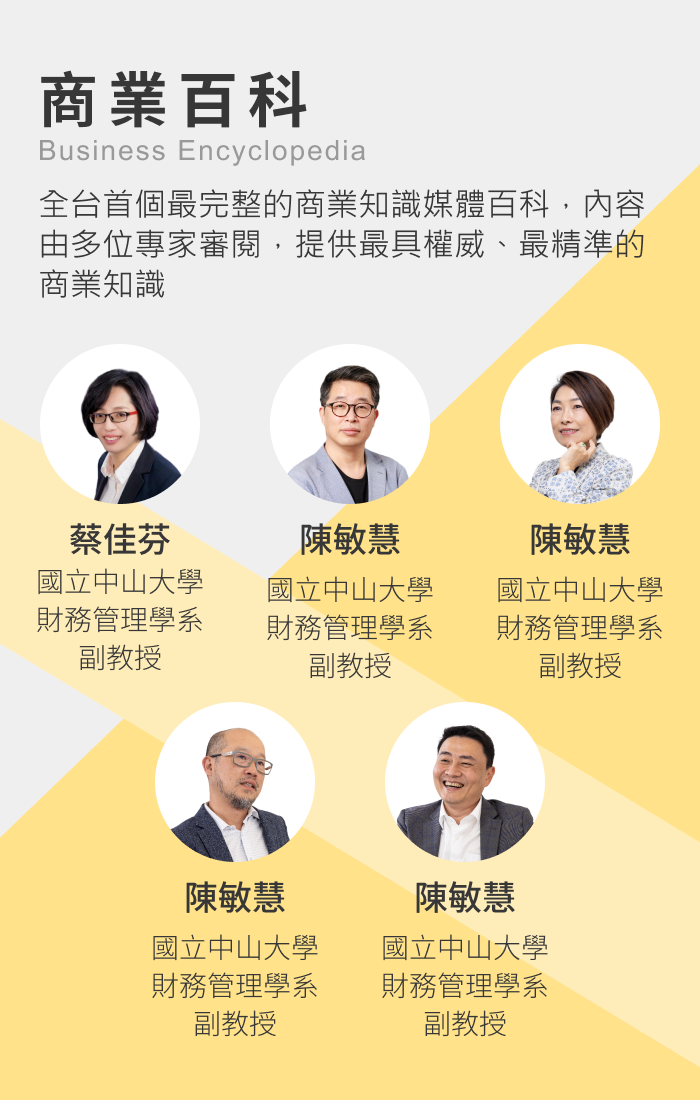 商業百科
Business Encyclopedia
全台首個最完整的商業知識媒體百科，內容
由多位專家審閱，提供最具權威、最精準的
商業知識
蔡佳芬
國立中山大學
財務管理學系
副教授
陳敏慧
國立中山大學
財務管理學系
副教授
陳敏慧
國立中山大學
財務管理學系
副教授
陳敏慧
國立中山大學
財務管理學系
副教授
陳敏慧
國立中山大學
財務管理學系
副教授